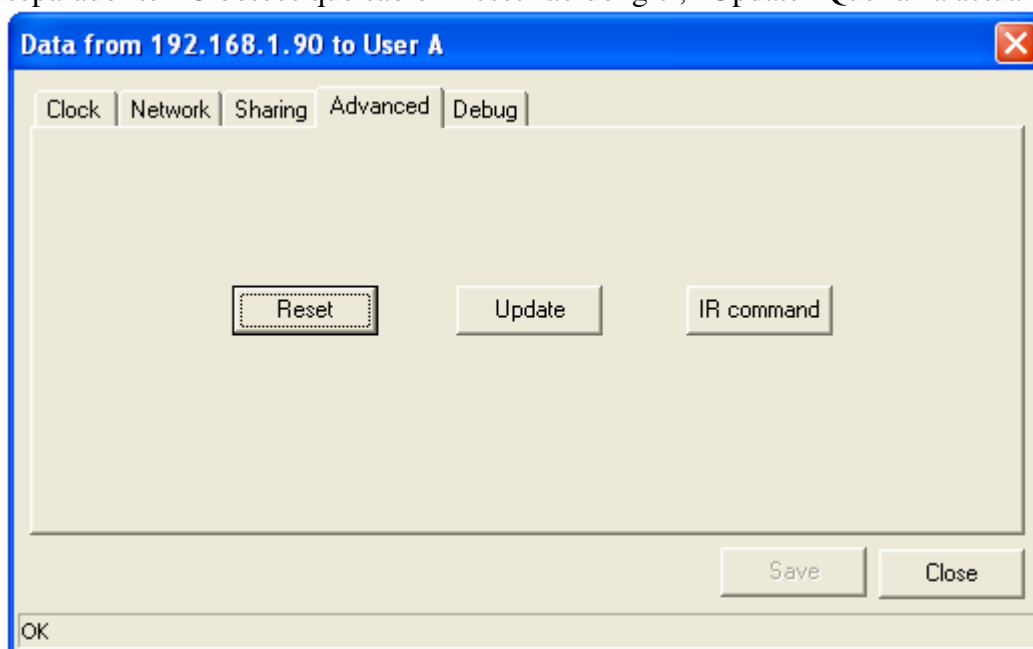 Data from 192.168.1.90 to User A
Clock Network Sharing Advanced Debug
Reset Update IR command
Save Close
OK